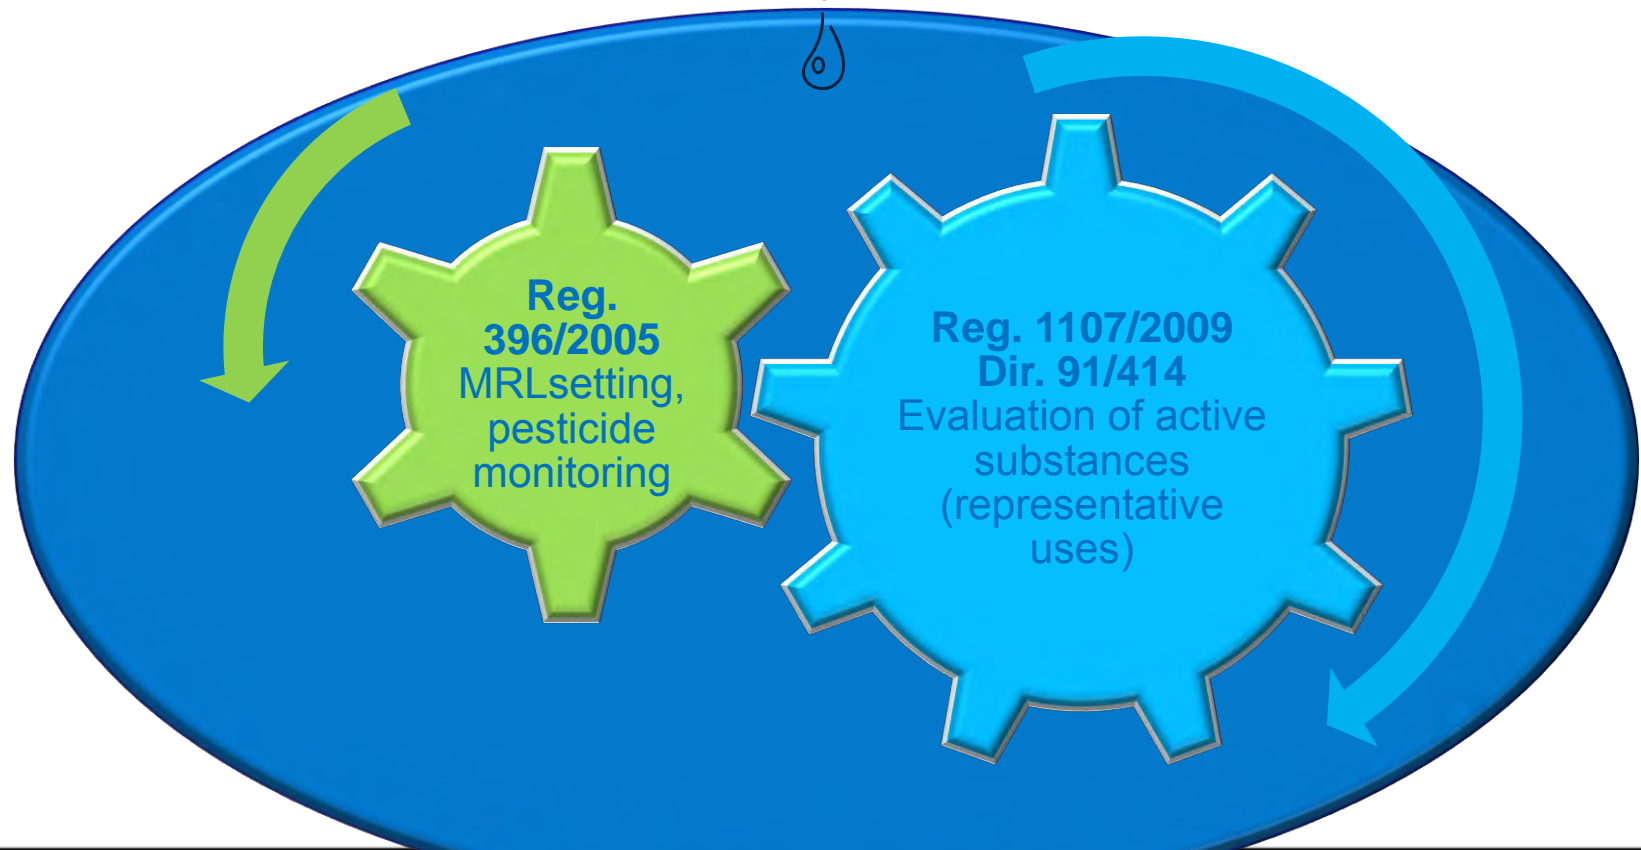 Reg.
396/2005
MRLsetting,
pesticide
monitoring
Reg. 1107/2009
Dir. 91/414
Evaluation of active
substances
(representative
uses)